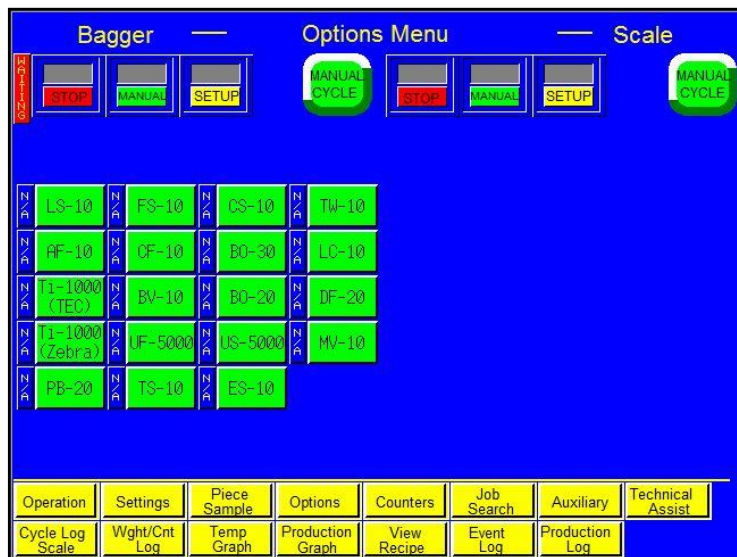 Bagger — Options Menu — Scale
WAITING
STOP MANUAL SETUP MANUAL CYCLE STOP MANUAL SETUP MANUAL CYCLE
N/A LS-10 N/A FS-10 N/A CS-10 N/A TW-10
N/A AF-10 N/A CF-10 N/A BO-30 N/A LC-10
N/A Ti-1000 (TEC) N/A BV-10 N/A BO-20 N/A DF-20
N/A Ti-1000 (Zebra) N/A UF-5000 N/A US-5000 N/A MV-10
N/A PB-20 N/A TS-10 N/A ES-10
Operation Settings Piece Sample Options Counters Job Search Auxiliary Technical Assist
Cycle Log Scale Wght/Cnt Log Temp Graph Production Graph View Recipe Event Log Production Log